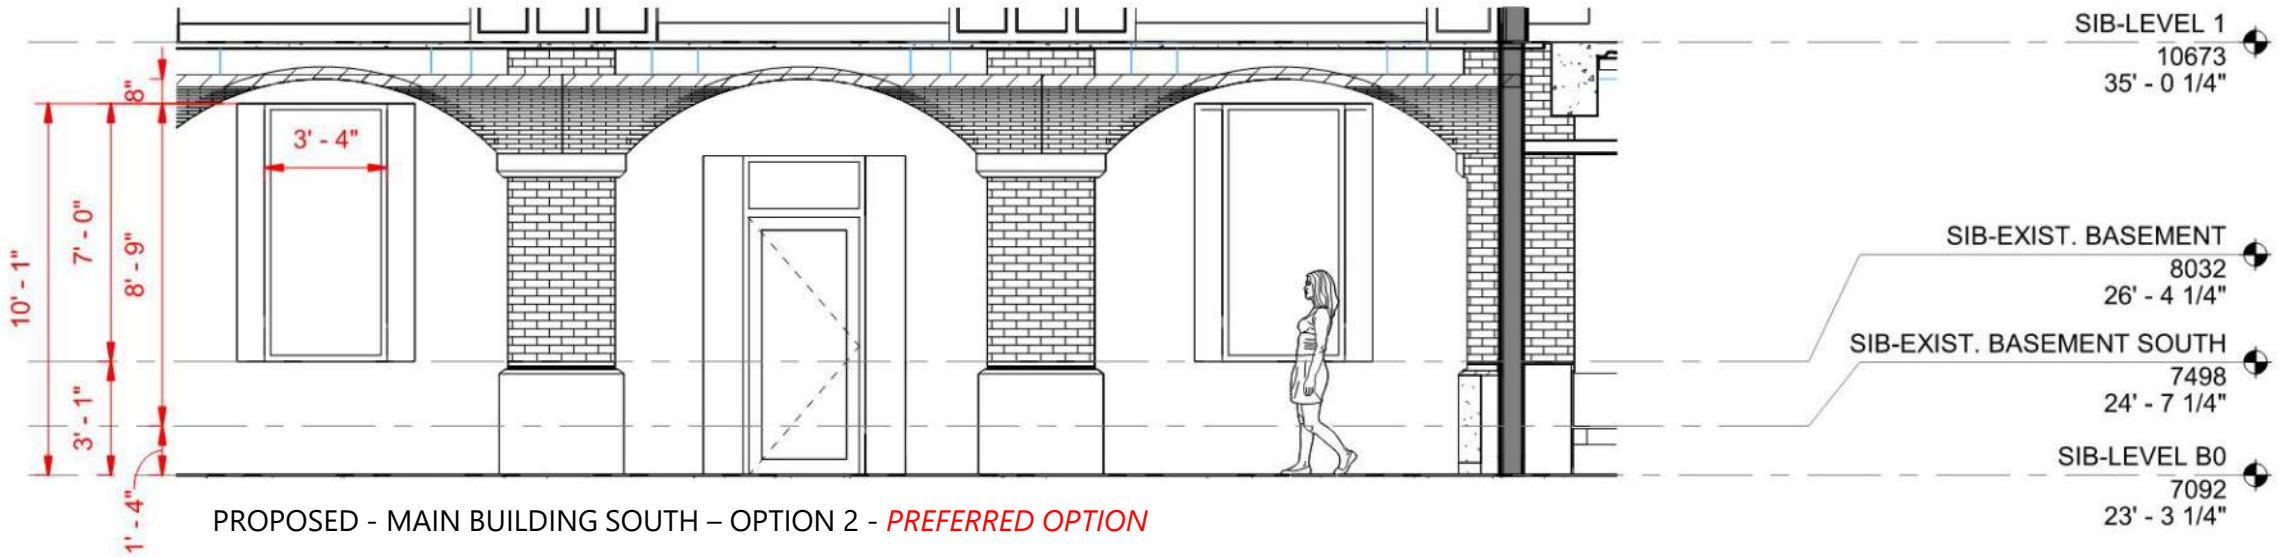 SIB-LEVEL 1
10673
35' - 0 1/4"
8"
3' - 4"
7' - 0"
8' - 9"
10' - 1"
SIB-EXIST. BASEMENT
8032
26' - 4 1/4"
SIB-EXIST. BASEMENT SOUTH
7498
24' - 7 1/4"
3' - 1"
SIB-LEVEL B0
7092
23' - 3 1/4"
1' - 4"
PROPOSED - MAIN BUILDING SOUTH – OPTION 2 - PREFERRED OPTION